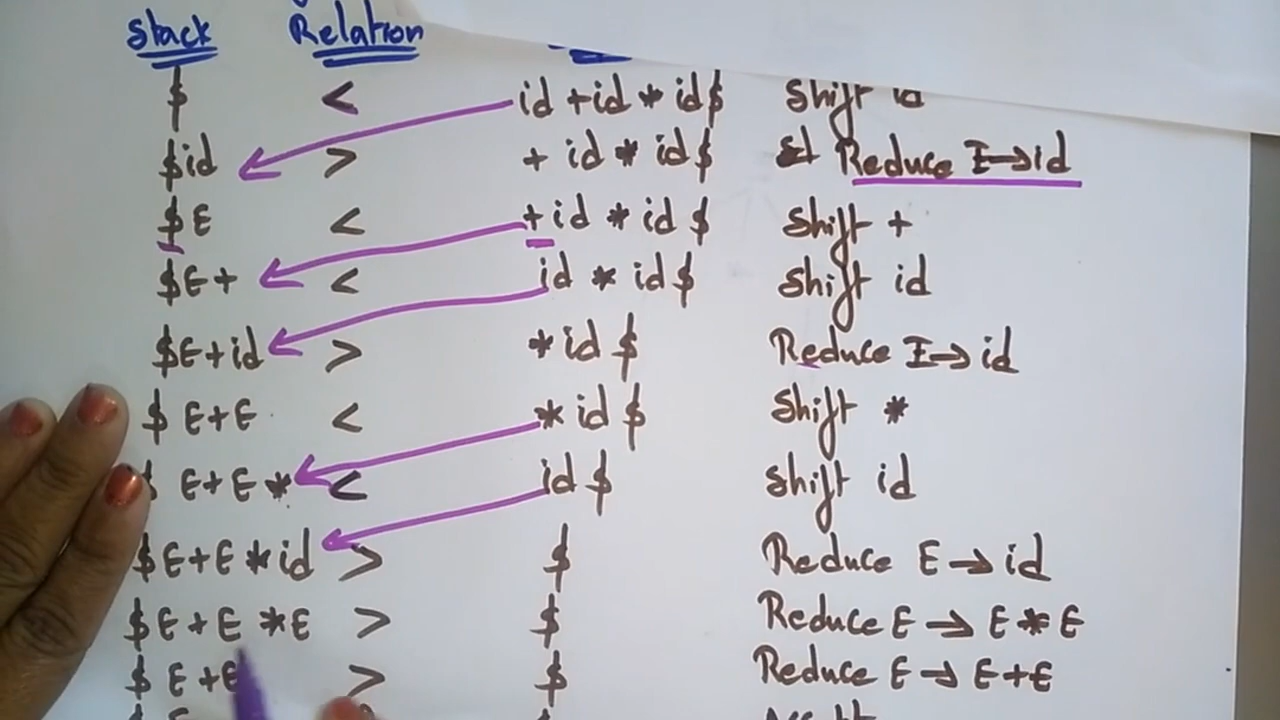 Stack Relation
$ < id +id * id$ Shift id
$id > + id * id$ Reduce E→id
$E < +id * id $ Shift +
$E+ < id * id$ Shift id
$E+id > *id $ Reduce E→id
$ E+E < * id $ Shift *
$ E+E * < id $ Shift id
$E+E *id > $ Reduce E→id
$E+E *E > $ Reduce E→ E*E
$ E+E > $ Reduce E→ E+E